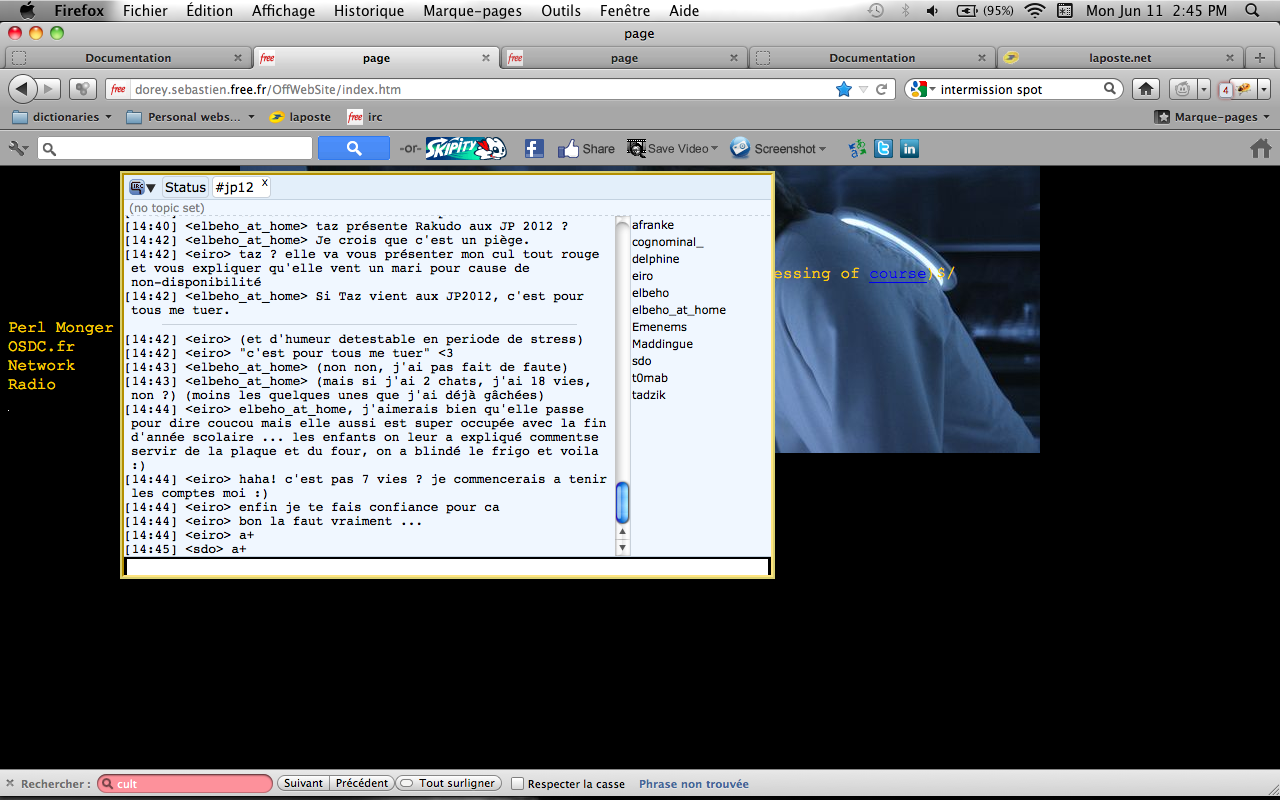 Firefox Fichier Édition Affichage Historique Marque-pages Outils Fenêtre Aide (95%) Mon Jun 11 2:45 PM
page
Documentation page page Documentation laposte.net
free dorey.sebastien.free.fr/OffWebSite/index.htm intermission spot 4
dictionaries Personal webs... laposte free irc Marque-pages
-or- SKIPITY Share Save Video Screenshot
IRC Status #jp12 x
(no topic set)
[14:40] <elbeho_at_home> taz présente Rakudo aux JP 2012 ?
[14:42] <elbeho_at_home> Je crois que c'est un piège.
[14:42] <eiro> taz ? elle va vous présenter mon cul tout rouge
et vous expliquer qu'elle vent un mari pour cause de
non-disponibilité
[14:42] <elbeho_at_home> Si Taz vient aux JP2012, c'est pour
tous me tuer.
[14:42] <eiro> (et d'humeur detestable en periode de stress)
[14:42] <eiro> "c'est pour tous me tuer" <3
[14:43] <elbeho_at_home> (non non, j'ai pas fait de faute)
[14:43] <elbeho_at_home> (mais si j'ai 2 chats, j'ai 18 vies,
non ?) (moins les quelques unes que j'ai déjà gâchées)
[14:44] <eiro> elbeho_at_home, j'aimerais bien qu'elle passe
pour dire coucou mais elle aussi est super occupée avec la fin
d'année scolaire ... les enfants on leur a expliqué commentse
servir de la plaque et du four, on a blindé le frigo et voila
:)
[14:44] <eiro> haha! c'est pas 7 vies ? je commencerais a tenir
les comptes moi :)
[14:44] <eiro> enfin je te fais confiance pour ca
[14:44] <eiro> bon la faut vraiment ...
[14:44] <eiro> a+
[14:45] <sdo> a+
afranke
cognominal_
delphine
eiro
elbeho
elbeho_at_home
Emenems
Maddingue
sdo
t0mab
tadzik
essing of course)$/
Perl Monger
OSDC.fr
Network
Radio
.
Rechercher : cult Suivant Précédent Tout surligner Respecter la casse Phrase non trouvée